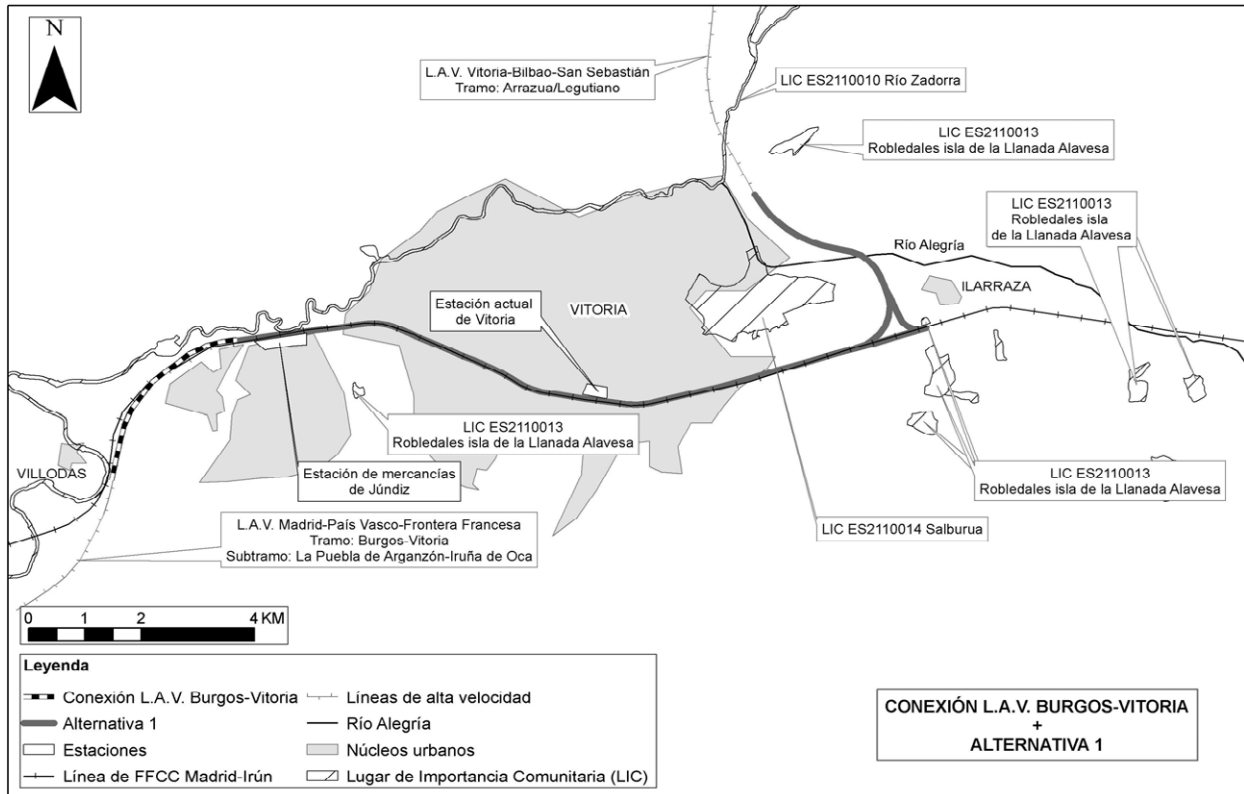 N
L.A.V. Vitoria-Bilbao-San Sebastián
Tramo: Arrazua/Legutiano
LIC ES2110010 Río Zadorra
LIC ES2110013
Robledales isla de la Llanada Alavesa
LIC ES2110013
Robledales isla
de la Llanada Alavesa
Río Alegría
ILARRAZA
Estación actual
de Vitoria
VITORIA
LIC ES2110013
Robledales isla de la Llanada Alavesa
VILLODAS
Estación de mercancías
de Júndiz
LIC ES2110013
Robledales isla de la Llanada Alavesa
L.A.V. Madrid-País Vasco-Frontera Francesa
Tramo: Burgos-Vitoria
Subtramo: La Puebla de Arganzón-Iruña de Oca
LIC ES2110014 Salburua
0 1 2 4 KM
Leyenda
Conexión L.A.V. Burgos-Vitoria
Líneas de alta velocidad
Alternativa 1
Río Alegría
Estaciones
Núcleos urbanos
Línea de FFCC Madrid-Irún
Lugar de Importancia Comunitaria (LIC)
CONEXIÓN L.A.V. BURGOS-VITORIA
+
ALTERNATIVA 1